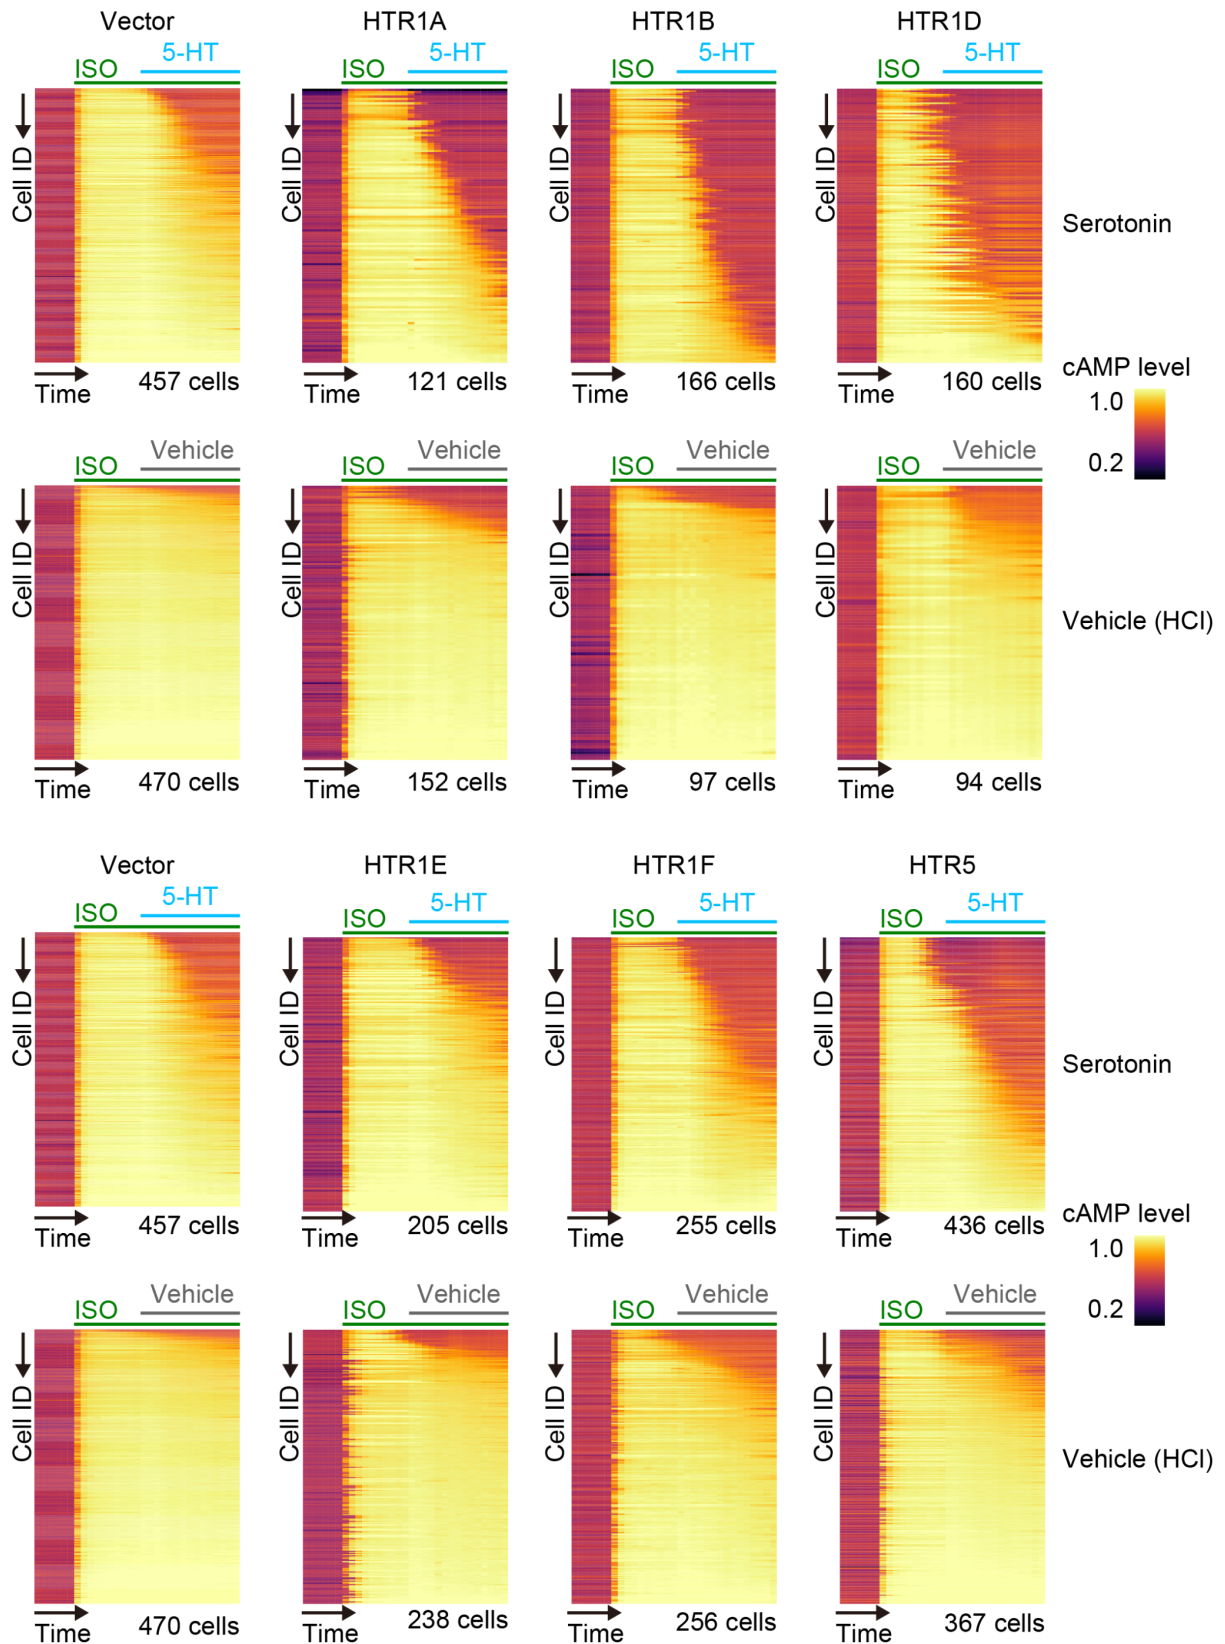 Vector HTR1A HTR1B HTR1D
5-HT 5-HT 5-HT 5-HT
ISO ISO ISO ISO
Cell ID Cell ID Cell ID Cell ID
Serotonin
Time 457 cells Time 121 cells Time 166 cells Time 160 cells
cAMP level
1.0
0.2
Vehicle Vehicle Vehicle Vehicle
ISO ISO ISO ISO
Cell ID Cell ID Cell ID Cell ID
Vehicle (HCl)
Time 470 cells Time 152 cells Time 97 cells Time 94 cells
Vector HTR1E HTR1F HTR5
5-HT 5-HT 5-HT 5-HT
ISO ISO ISO ISO
Cell ID Cell ID Cell ID Cell ID
Serotonin
Time 457 cells Time 205 cells Time 255 cells Time 436 cells
cAMP level
1.0
0.2
Vehicle Vehicle Vehicle Vehicle
ISO ISO ISO ISO
Cell ID Cell ID Cell ID Cell ID
Vehicle (HCl)
Time 470 cells Time 238 cells Time 256 cells Time 367 cells